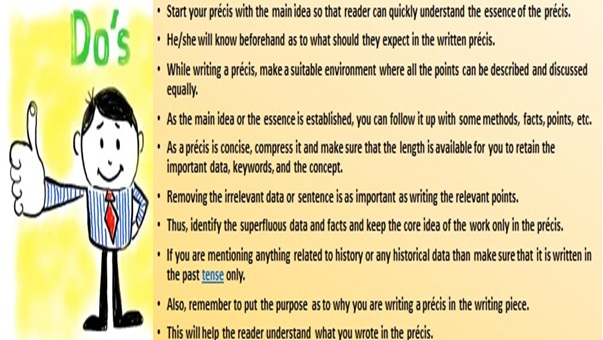 Do's
• Start your précis with the main idea so that reader can quickly understand the essence of the précis.
• He/she will know beforehand as to what should they expect in the written précis.
• While writing a précis, make a suitable environment where all the points can be described and discussed
equally.
• As the main idea or the essence is established, you can follow it up with some methods, facts, points, etc.
• As a précis is concise, compress it and make sure that the length is available for you to retain the
important data, keywords, and the concept.
• Removing the irrelevant data or sentence is as important as writing the relevant points.
• Thus, identify the superfluous data and facts and keep the core idea of the work only in the précis.
• If you are mentioning anything related to history or any historical data than make sure that it is written in
the past tense only.
• Also, remember to put the purpose as to why you are writing a précis in the writing piece.
• This will help the reader understand what you wrote in the précis.